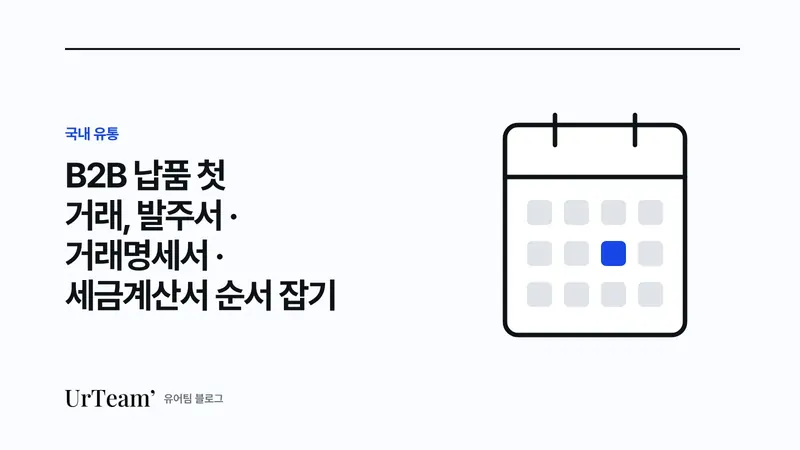 국내 유통
B2B 납품 첫
거래, 발주서 ·
거래명세서 ·
세금계산서 순서 잡기
UrTeam’ 유어팀 블로그